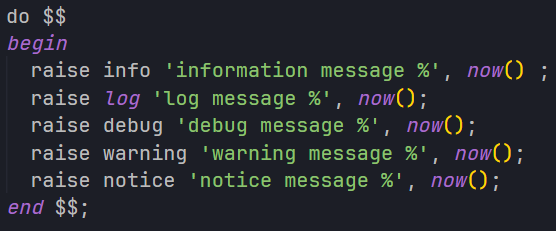 do $$
begin
  raise info 'information message %', now() ;
  raise log 'log message %', now();
  raise debug 'debug message %', now();
  raise warning 'warning message %', now();
  raise notice 'notice message %', now();
end $$;